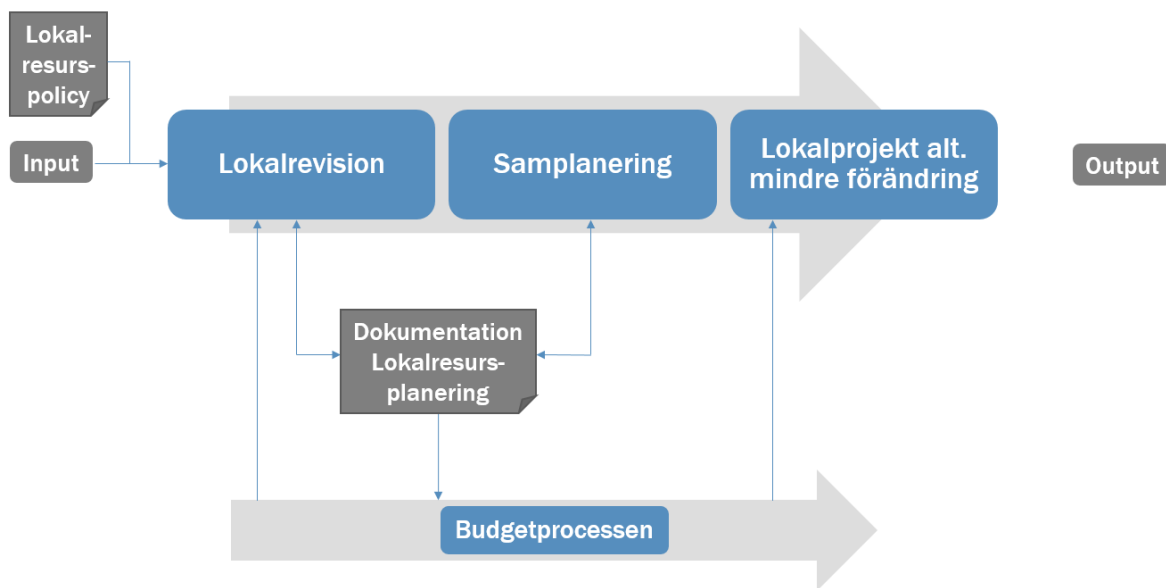 Lokal-
resurs-
policy
Input
Lokalrevision
Samplanering
Lokalprojekt alt.
mindre förändring
Output
Dokumentation
Lokalresurs-
planering
Budgetprocessen